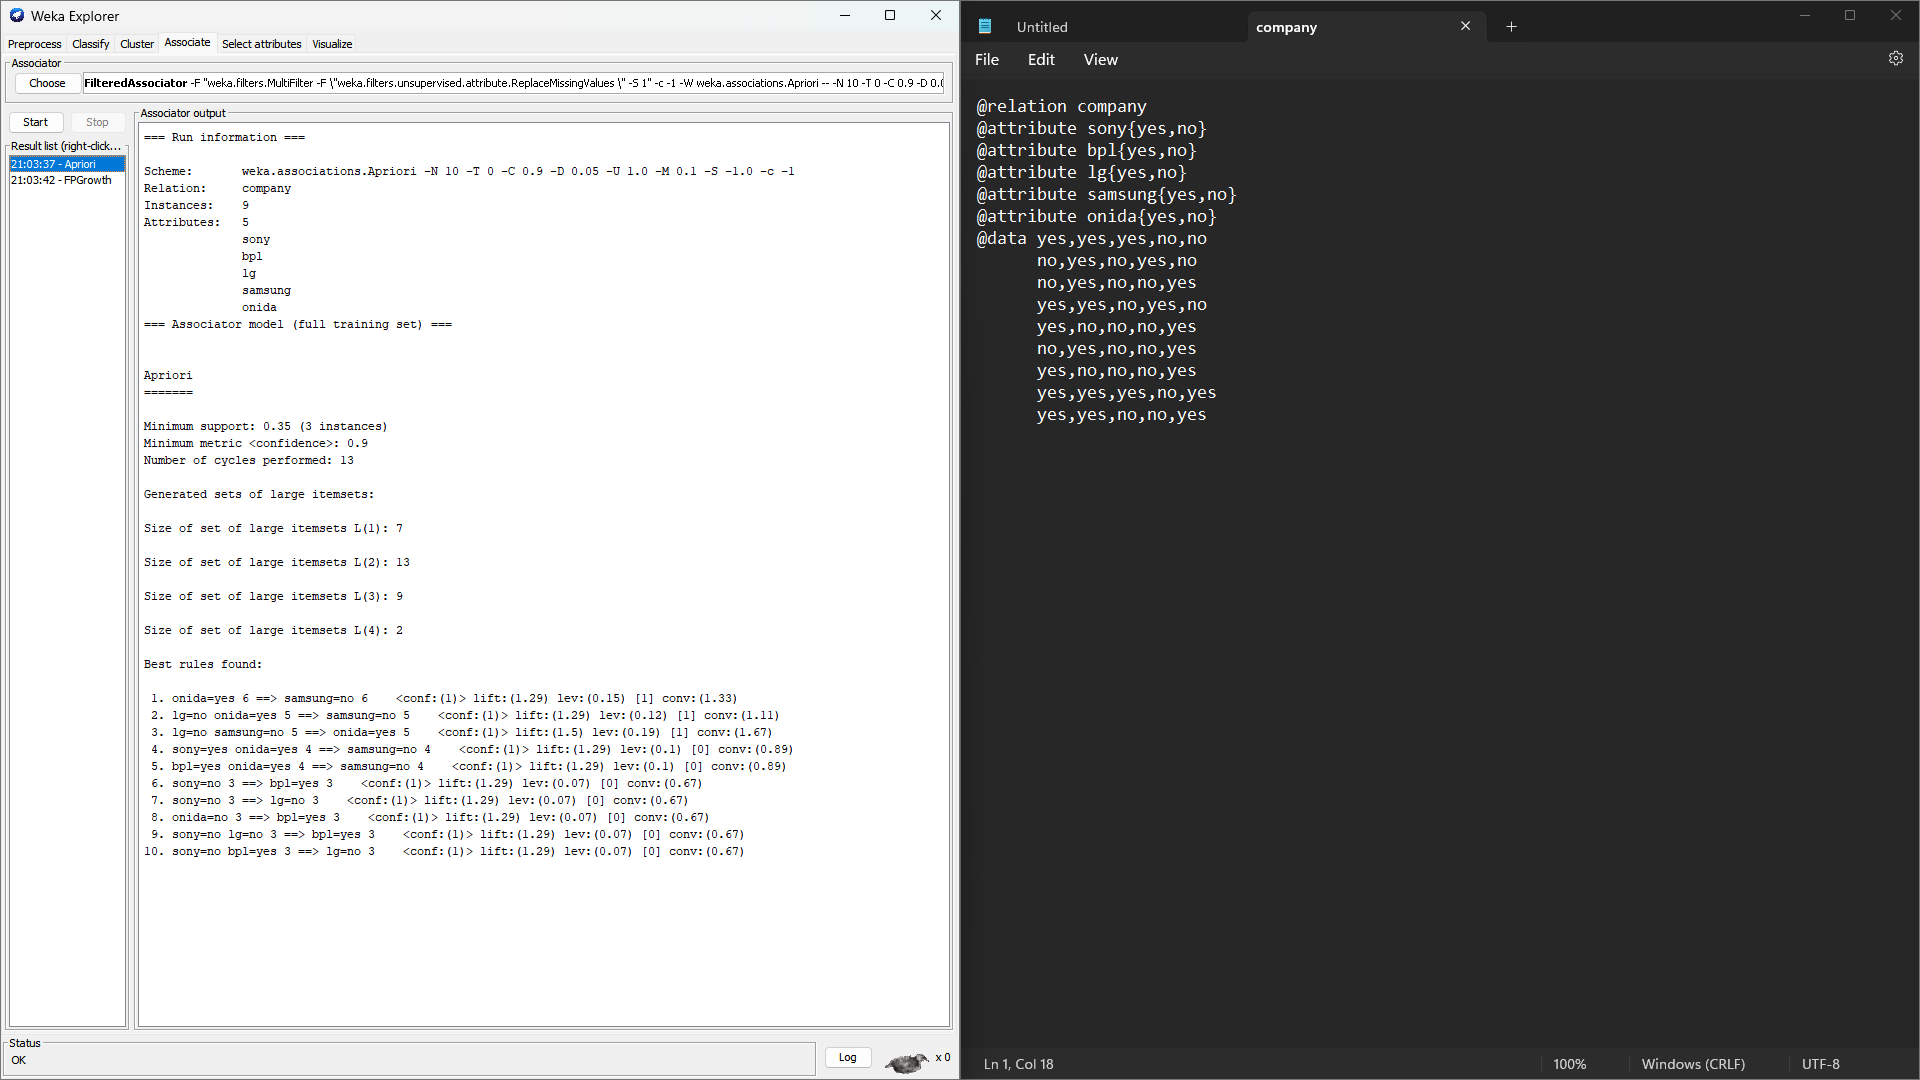 Weka Explorer
Preprocess Classify Cluster Associate Select attributes Visualize
Associator
Choose FilteredAssociator -F "weka.filters.MultiFilter -F \"weka.filters.unsupervised.attribute.ReplaceMissingValues \" -S 1" -c -1 -W weka.associations.Apriori -- -N 10 -T 0 -C 0.9 -D 0.0
Start Stop
Result list (right-click...
21:03:37 - Apriori
21:03:42 - FPGrowth
Associator output
=== Run information ===
Scheme: weka.associations.Apriori -N 10 -T 0 -C 0.9 -D 0.05 -U 1.0 -M 0.1 -S -1.0 -c -1
Relation: company
Instances: 9
Attributes: 5
sony
bpl
lg
samsung
onida
=== Associator model (full training set) ===
Apriori
=======
Minimum support: 0.35 (3 instances)
Minimum metric <confidence>: 0.9
Number of cycles performed: 13
Generated sets of large itemsets:
Size of set of large itemsets L(1): 7
Size of set of large itemsets L(2): 13
Size of set of large itemsets L(3): 9
Size of set of large itemsets L(4): 2
Best rules found:
1. onida=yes 6 ==> samsung=no 6 <conf:(1)> lift:(1.29) lev:(0.15) [1] conv:(1.33)
2. lg=no onida=yes 5 ==> samsung=no 5 <conf:(1)> lift:(1.29) lev:(0.12) [1] conv:(1.11)
3. lg=no samsung=no 5 ==> onida=yes 5 <conf:(1)> lift:(1.5) lev:(0.19) [1] conv:(1.67)
4. sony=yes onida=yes 4 ==> samsung=no 4 <conf:(1)> lift:(1.29) lev:(0.1) [0] conv:(0.89)
5. bpl=yes onida=yes 4 ==> samsung=no 4 <conf:(1)> lift:(1.29) lev:(0.1) [0] conv:(0.89)
6. sony=no 3 ==> bpl=yes 3 <conf:(1)> lift:(1.29) lev:(0.07) [0] conv:(0.67)
7. sony=no 3 ==> lg=no 3 <conf:(1)> lift:(1.29) lev:(0.07) [0] conv:(0.67)
8. onida=no 3 ==> bpl=yes 3 <conf:(1)> lift:(1.29) lev:(0.07) [0] conv:(0.67)
9. sony=no lg=no 3 ==> bpl=yes 3 <conf:(1)> lift:(1.29) lev:(0.07) [0] conv:(0.67)
10. sony=no bpl=yes 3 ==> lg=no 3 <conf:(1)> lift:(1.29) lev:(0.07) [0] conv:(0.67)
Status
OK
Log
x 0
Untitled
company
File Edit View
@relation company
@attribute sony{yes,no}
@attribute bpl{yes,no}
@attribute lg{yes,no}
@attribute samsung{yes,no}
@attribute onida{yes,no}
@data yes,yes,yes,no,no
no,yes,no,yes,no
no,yes,no,no,yes
yes,yes,no,yes,no
yes,no,no,no,yes
no,yes,no,no,yes
yes,no,no,no,yes
yes,yes,yes,no,yes
yes,yes,no,no,yes
Ln 1, Col 18
100%
Windows (CRLF)
UTF-8